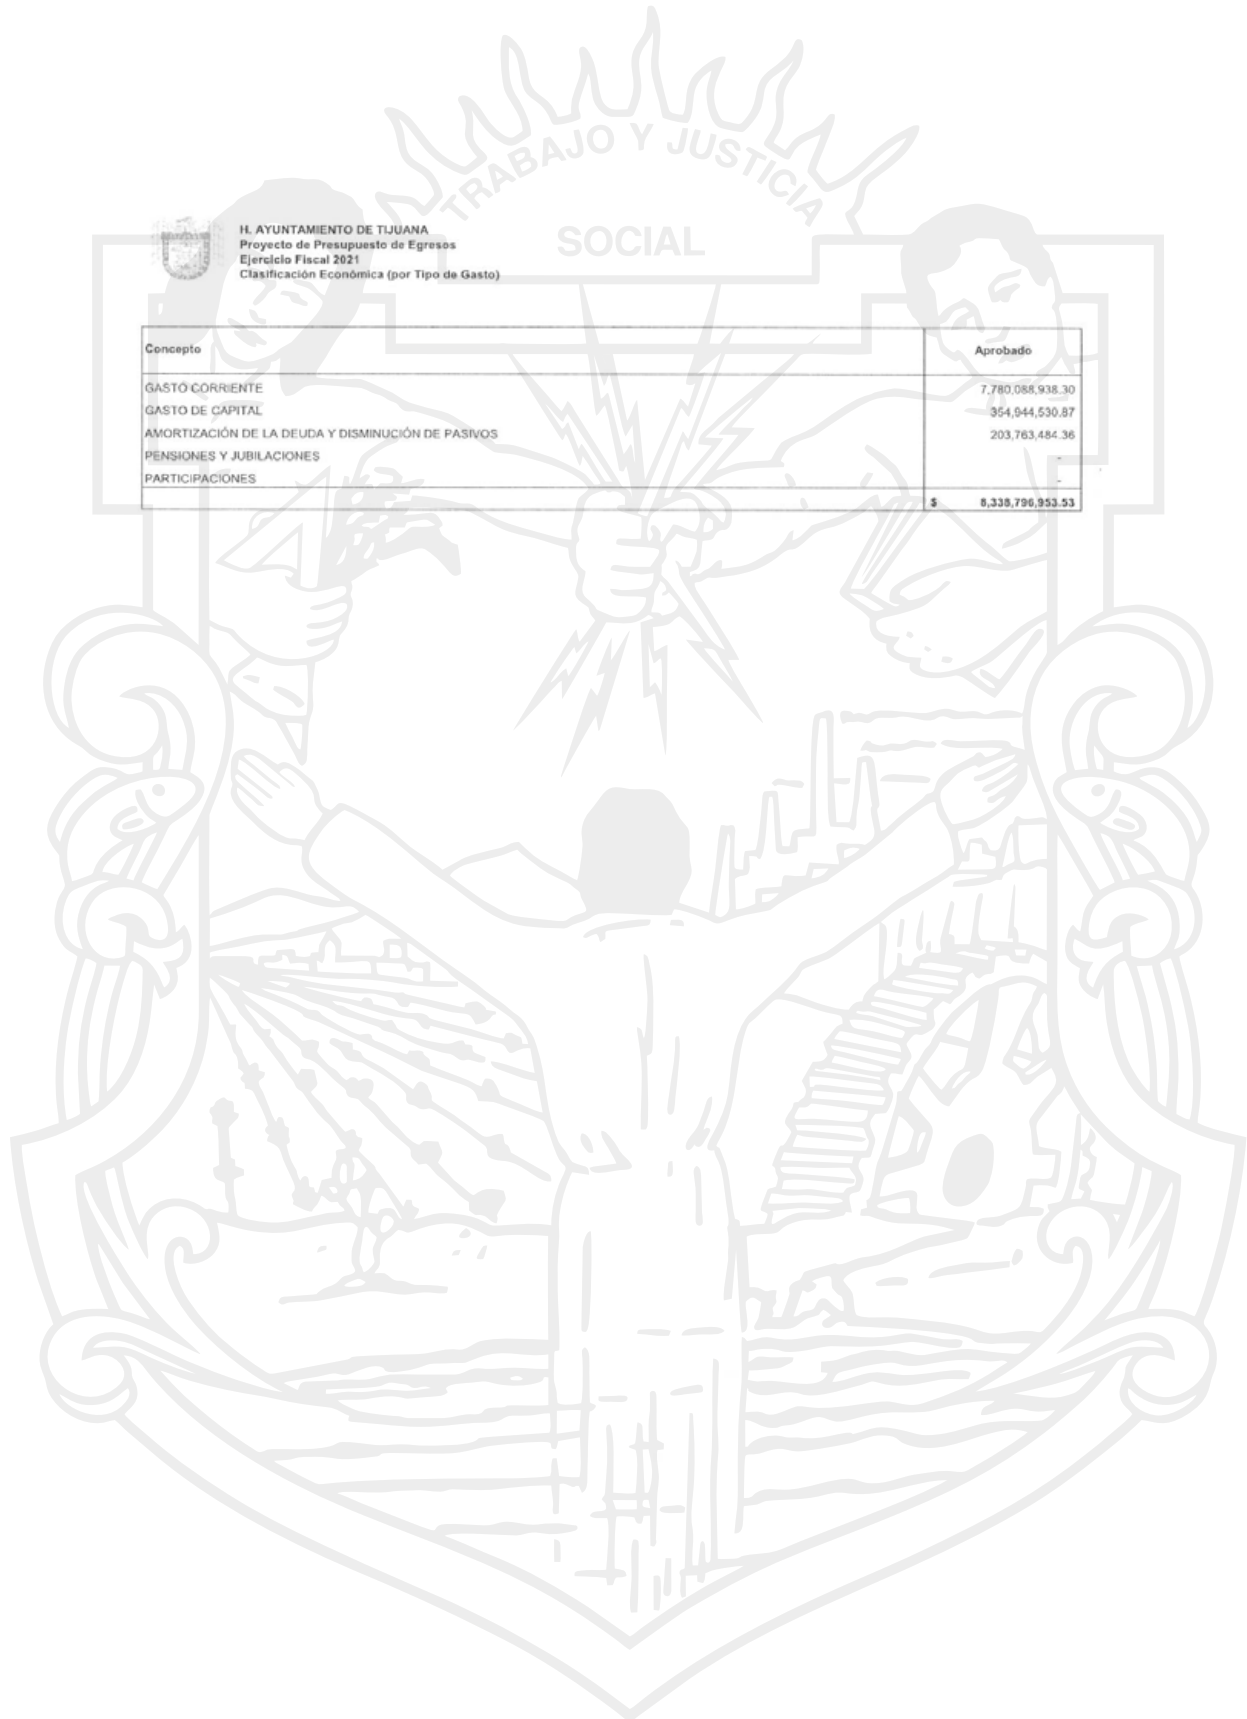 TRABAJO Y JUSTICIA
SOCIAL
H. AYUNTAMIENTO DE TIJUANA
Proyecto de Presupuesto de Egresos
Ejercicio Fiscal 2021
Clasificación Económica (por Tipo de Gasto)
Concepto Aprobado
GASTO CORRIENTE 7,780,088,938.30
GASTO DE CAPITAL 354,944,530.87
AMORTIZACIÓN DE LA DEUDA Y DISMINUCIÓN DE PASIVOS 203,763,484.36
PENSIONES Y JUBILACIONES -
PARTICIPACIONES -
$ 8,338,796,953.53